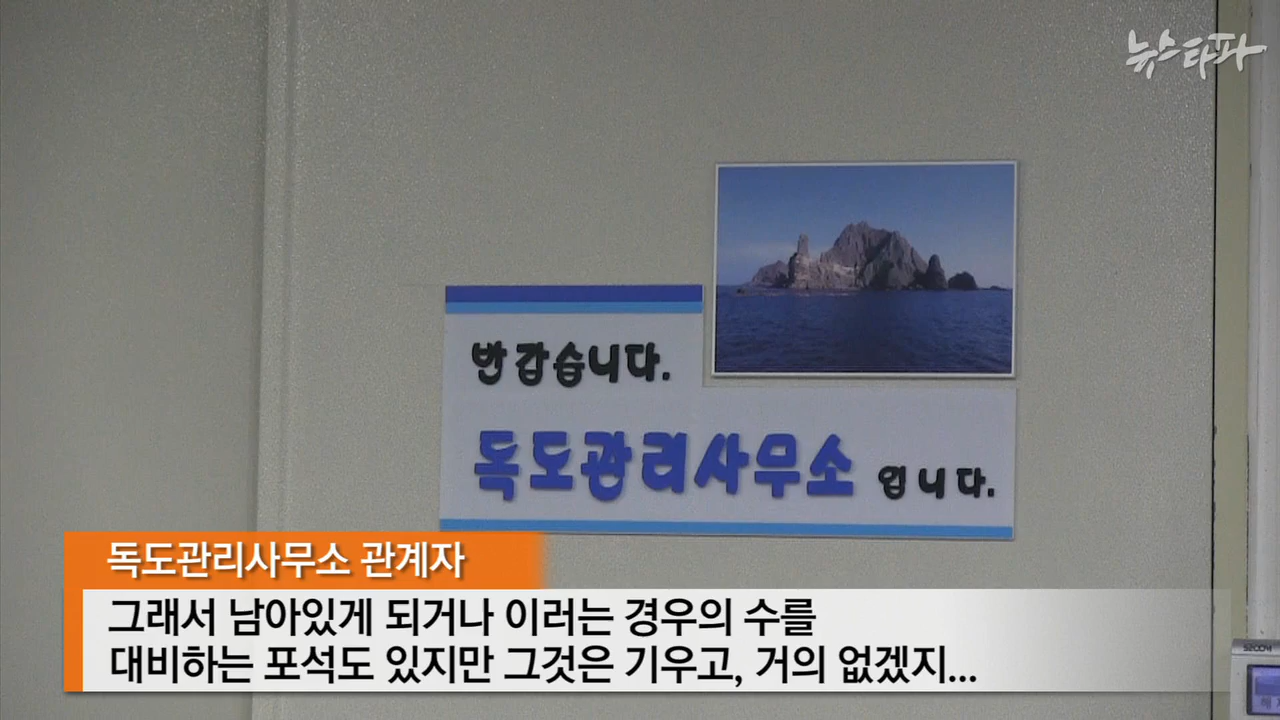 뉴스타파
반갑습니다.
독도관리사무소 입니다.
독도관리사무소 관계자
그래서 남아있게 되거나 이러는 경우의 수를
대비하는 포석도 있지만 그것은 기우고, 거의 없겠지...